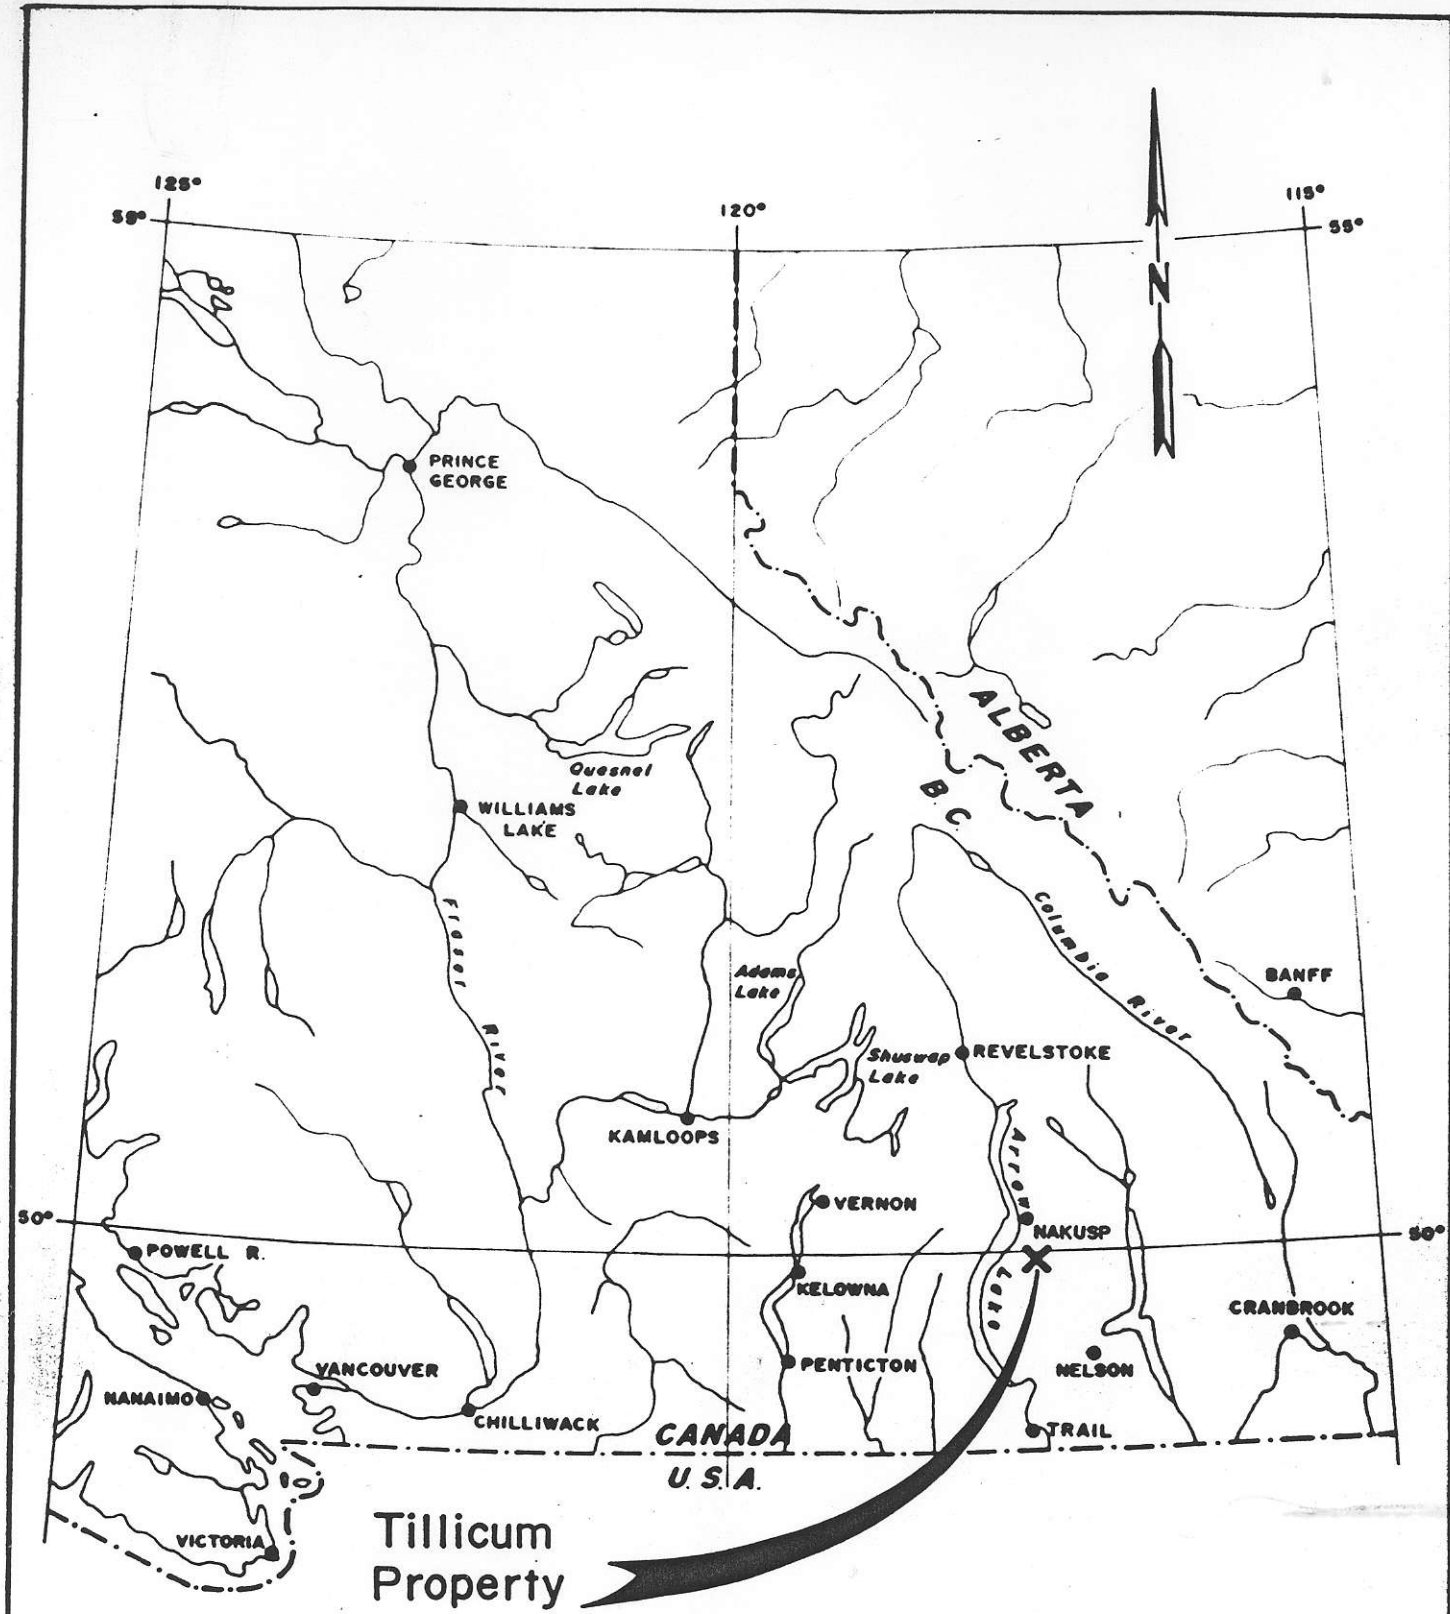 125°
120°
115°
55°
55°
N
PRINCE
GEORGE
ALBERTA
B.C.
Quesnel
Lake
WILLIAMS
LAKE
Fraser River
Columbia River
Adams
Lake
BANFF
Shuswap
Lake
REVELSTOKE
KAMLOOPS
Arrow Lake
VERNON
50°
50°
NAKUSP
POWELL R.
KELOWNA
CRANBROOK
VANCOUVER
PENTICTON
NELSON
NANAIMO
CHILLIWACK
TRAIL
CANADA
U.S.A.
VICTORIA
Tillicum
Property